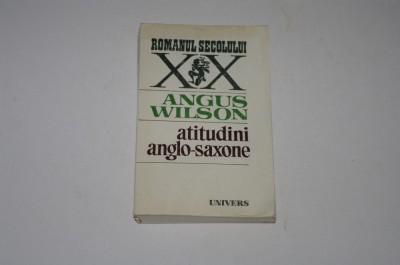 ROMANUL SECOLULUI
XX
ANGUS
WILSON
atitudini
anglo-saxone
UNIVERS